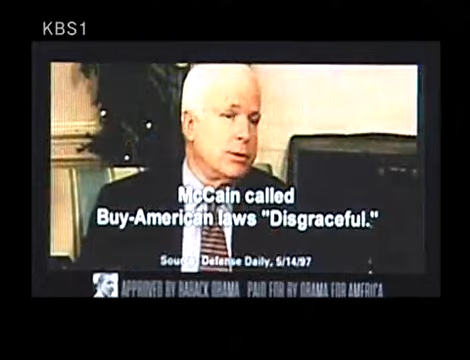 KBS1
McCain called
Buy-American laws "Disgraceful."
Source: Defense Daily, 5/14/97
APPROVED BY BARACK OBAMA. PAID FOR BY OBAMA FOR AMERICA